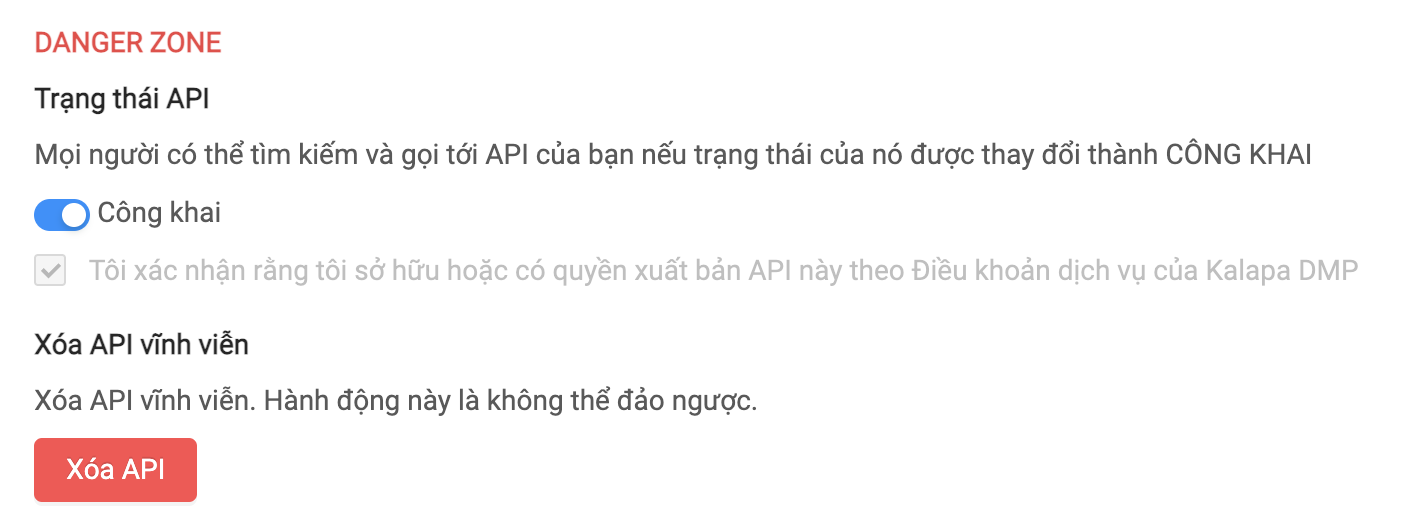 DANGER ZONE
Trạng thái API
Mọi người có thể tìm kiếm và gọi tới API của bạn nếu trạng thái của nó được thay đổi thành CÔNG KHAI
Công khai
Tôi xác nhận rằng tôi sở hữu hoặc có quyền xuất bản API này theo Điều khoản dịch vụ của Kalapa DMP
Xóa API vĩnh viễn
Xóa API vĩnh viễn. Hành động này là không thể đảo ngược.
Xóa API